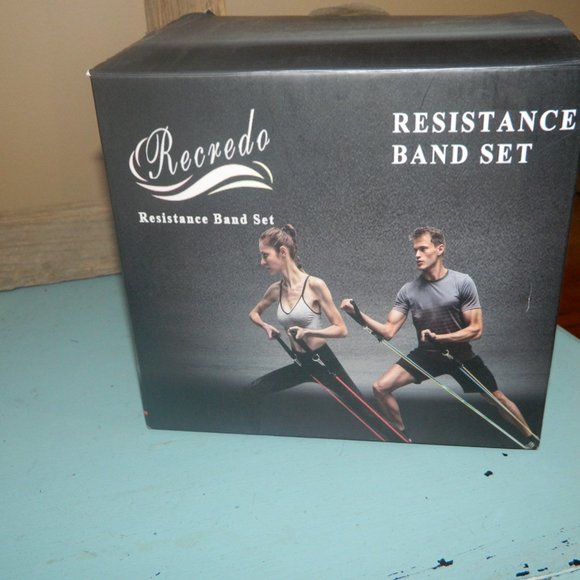 Recredo
Resistance Band Set
RESISTANCE
BAND SET